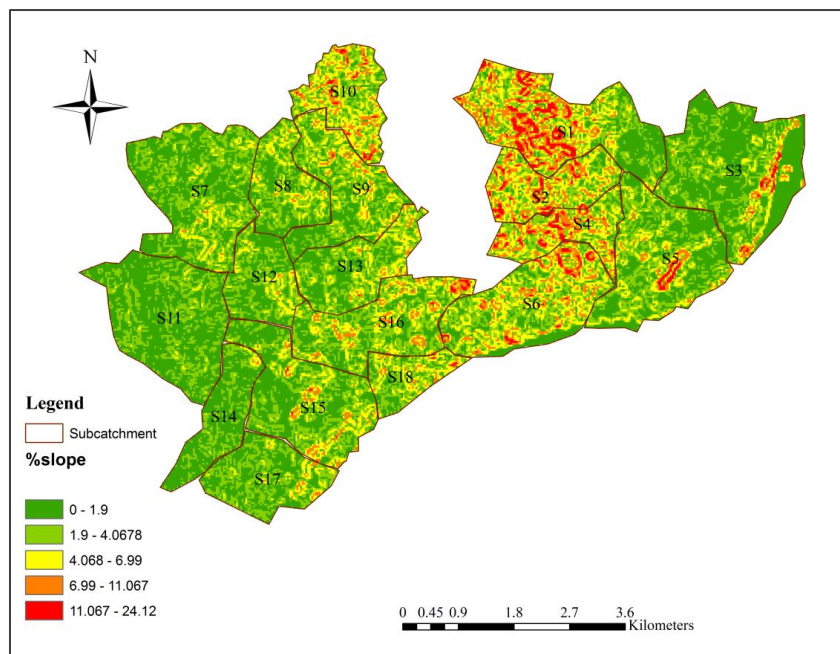 N
S10
S1
S3
S7
S8
S9
S2
S4
S5
S12
S13
S11
S6
S16
S18
S14
S15
S17
Legend
Subcatchment
%slope
0 - 1.9
1.9 - 4.0678
4.068 - 6.99
6.99 - 11.067
11.067 - 24.12
0 0.45 0.9 1.8 2.7 3.6
Kilometers